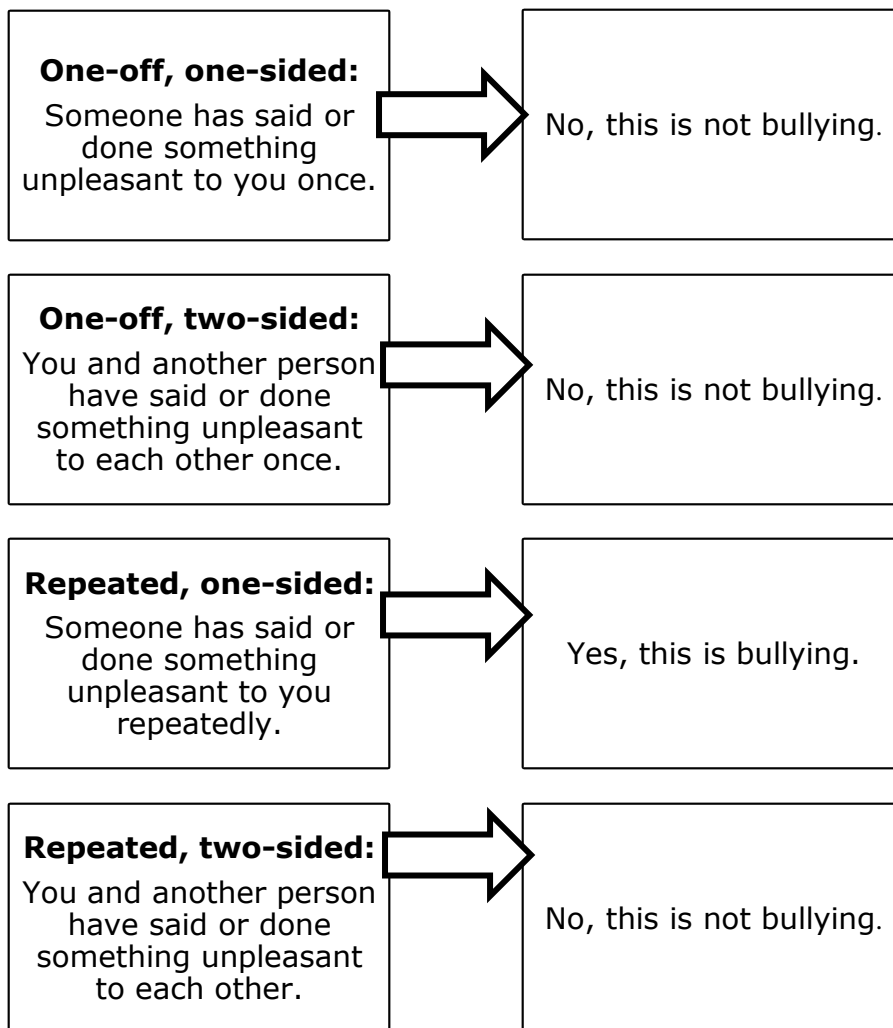 One-off, one-sided:
Someone has said or
done something
unpleasant to you once.
No, this is not bullying.
One-off, two-sided:
You and another person
have said or done
something unpleasant
to each other once.
No, this is not bullying.
Repeated, one-sided:
Someone has said or
done something
unpleasant to you
repeatedly.
Yes, this is bullying.
Repeated, two-sided:
You and another person
have said or done
something unpleasant
to each other.
No, this is not bullying.